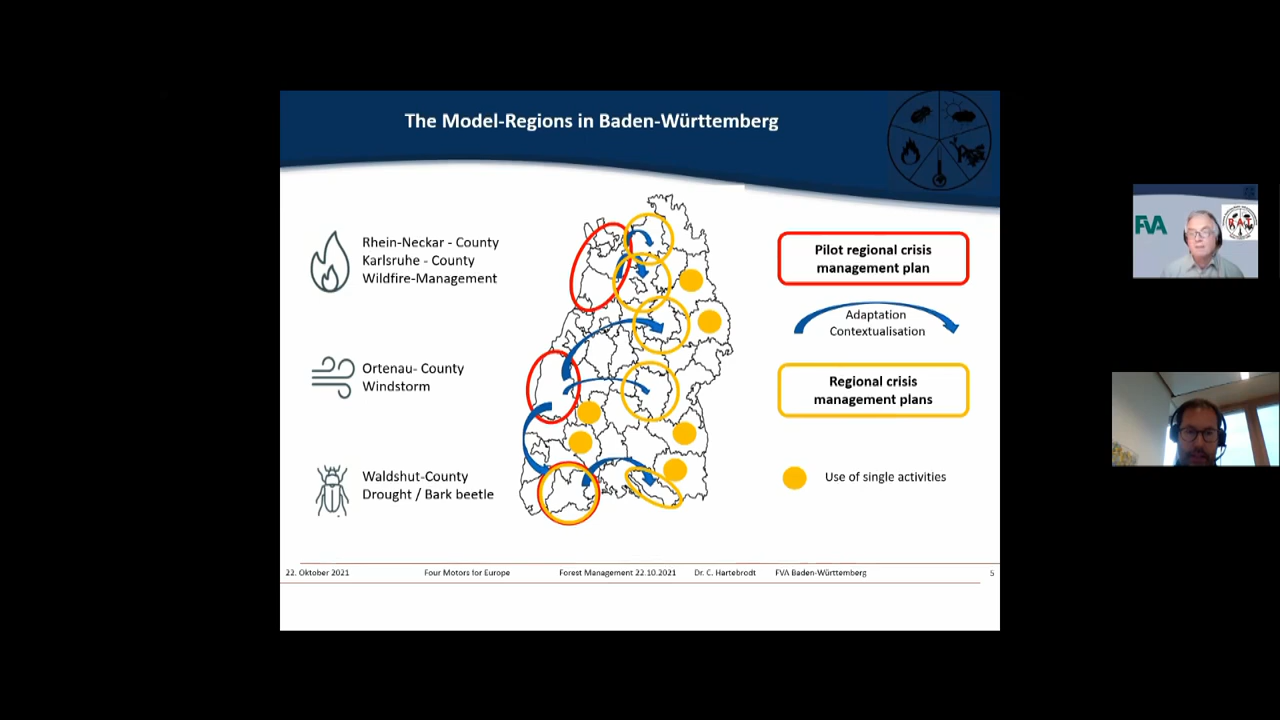 The Model-Regions in Baden-Württemberg
Rhein-Neckar - County
Karlsruhe - County
Wildfire-Management
Ortenau- County
Windstorm
Waldshut-County
Drought / Bark beetle
Pilot regional crisis
management plan
Adaptation
Contextualisation
Regional crisis
management plans
Use of single activities
22. Oktober 2021
Four Motors for Europe
Forest Management 22.10.2021
Dr. C. Hartebrodt
FVA Baden-Württemberg
5
FVA